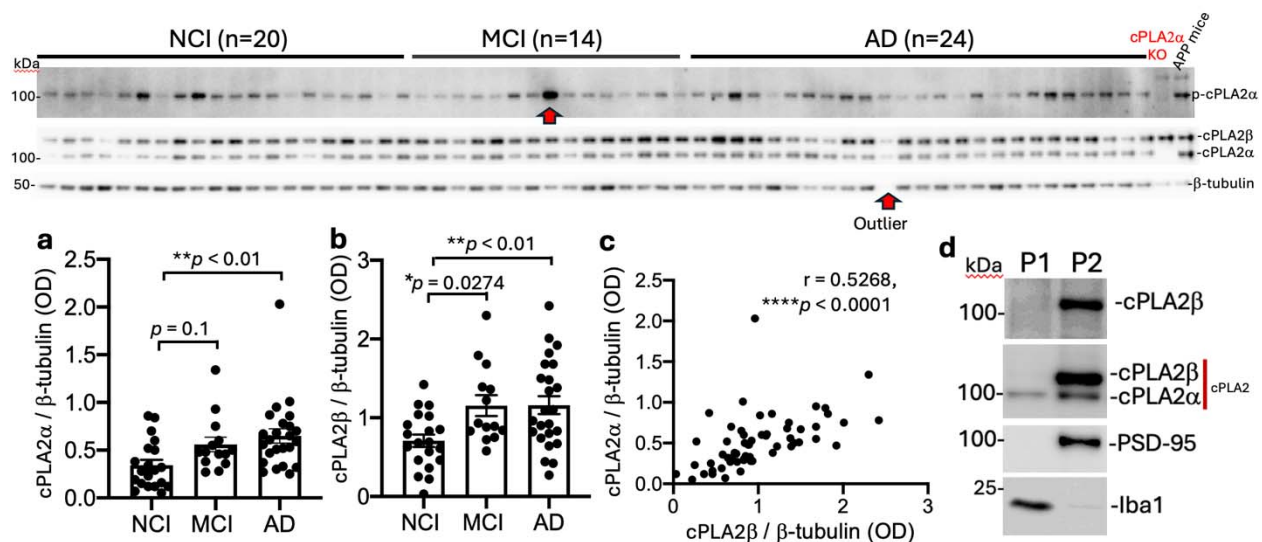 NCI (n=20) MCI (n=14) AD (n=24) cPLA2α KO APP mice
kDa
100- p-cPLA2α
-cPLA2β
100- -cPLA2α
50- -β-tubulin
Outlier
a
cPLA2α / β-tubulin (OD)
2.5
2.0
1.5
1.0
0.5
0.0
**p < 0.01
p = 0.1
NCI MCI AD
b
cPLA2β / β-tubulin (OD)
3
2
1
0
**p < 0.01
*p = 0.0274
NCI MCI AD
c
cPLA2α / β-tubulin (OD)
2.5
2.0
1.5
1.0
0.5
0.0
r = 0.5268,
****p < 0.0001
0 1 2 3
cPLA2β / β-tubulin (OD)
d
kDa P1 P2
100- -cPLA2β
-cPLA2β
100- -cPLA2α
cPLA2
100- -PSD-95
25-
-Iba1